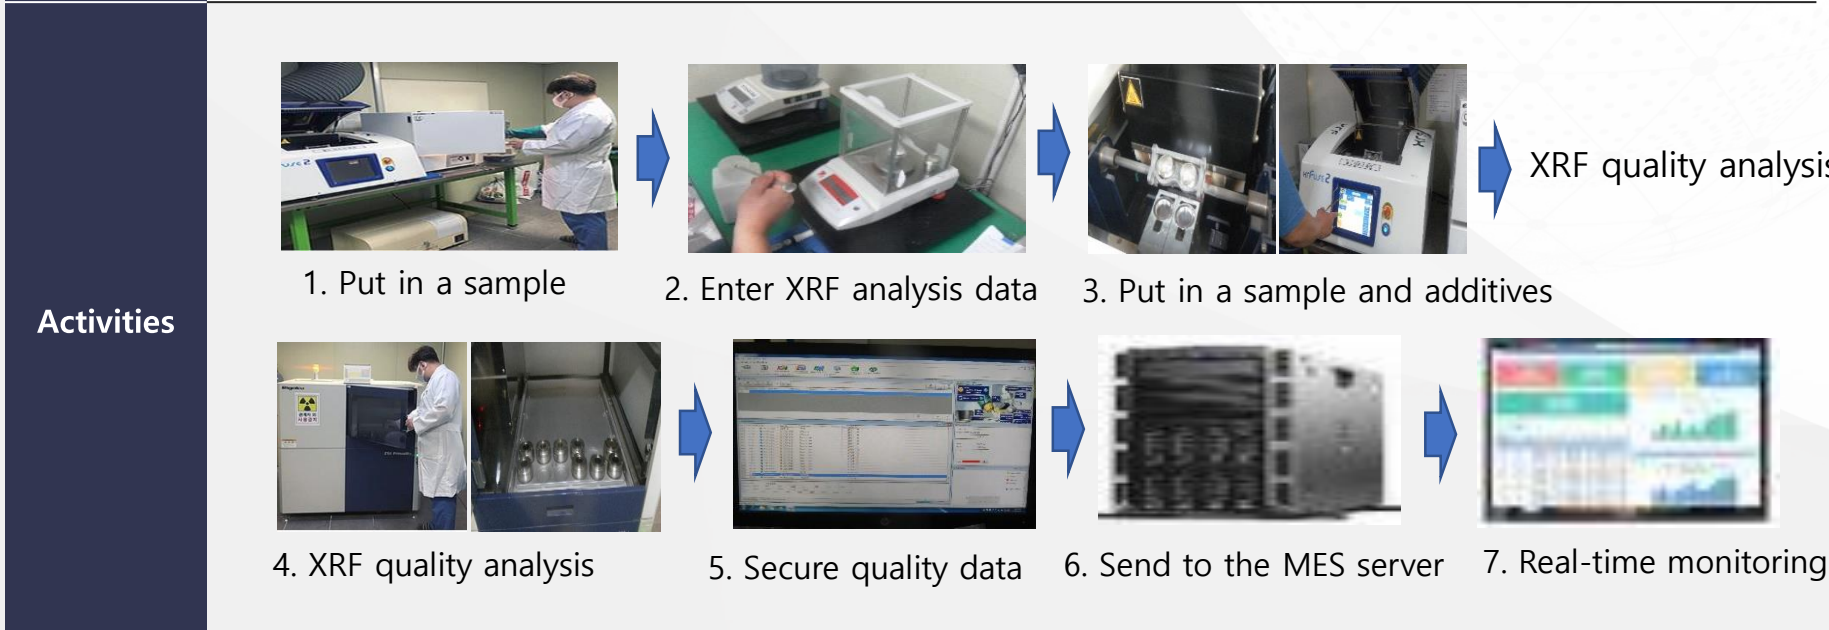 Activities
1. Put in a sample
2. Enter XRF analysis data
3. Put in a sample and additives
XRF quality analysis
4. XRF quality analysis
5. Secure quality data
6. Send to the MES server
7. Real-time monitoring